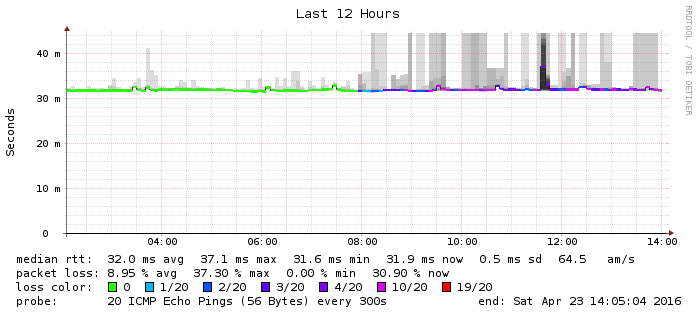 Last 12 Hours
RRDTOOL / TOBI OETIKER
Seconds
40 m
30 m
20 m
10 m
0
04:00 06:00 08:00 10:00 12:00 14:00
median rtt: 32.0 ms avg 37.1 ms max 31.6 ms min 31.9 ms now 0.5 ms sd 64.5 am/s
packet loss: 8.95 % avg 37.30 % max 0.00 % min 30.90 % now
loss color: 0 1/20 2/20 3/20 4/20 10/20 19/20
probe: 20 ICMP Echo Pings (56 Bytes) every 300s end: Sat Apr 23 14:05:04 2016